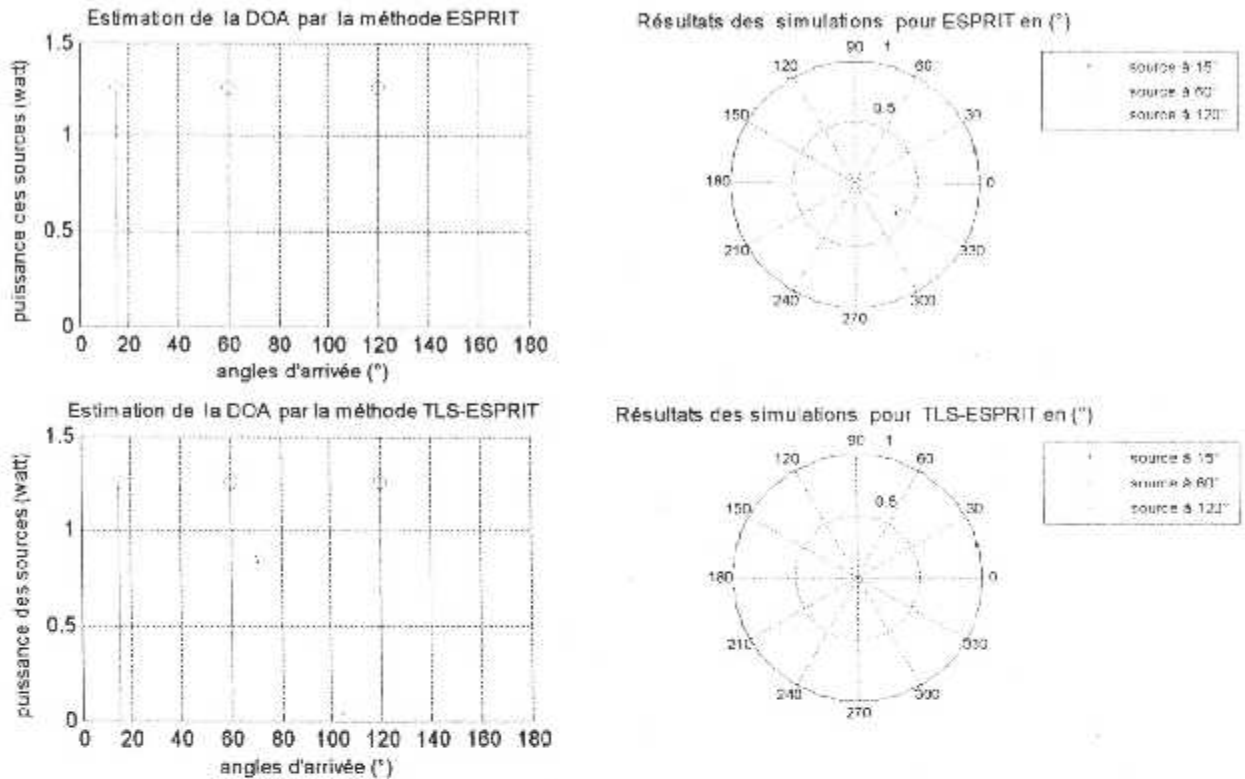 Estimation de la DOA par la méthode ESPRIT
puissance des sources (watt)
1.5
1
0.5
0
0 20 40 60 80 100 120 140 160 180
angles d'arrivée (°)
Résultats des simulations pour ESPRIT en (°)
90 1
120 60
0.5
150 30
180 0
210 330
240 300
270
source à 15°
source à 60°
source à 120°
Estimation de la DOA par la méthode TLS-ESPRIT
puissance des sources (watt)
1.5
1
0.5
0
0 20 40 60 80 100 120 140 160 180
angles d'arrivée (°)
Résultats des simulations pour TLS-ESPRIT en (°)
90 1
120 60
0.5
150 30
180 0
210 330
240 300
270
source à 15°
source à 60°
source à 120°